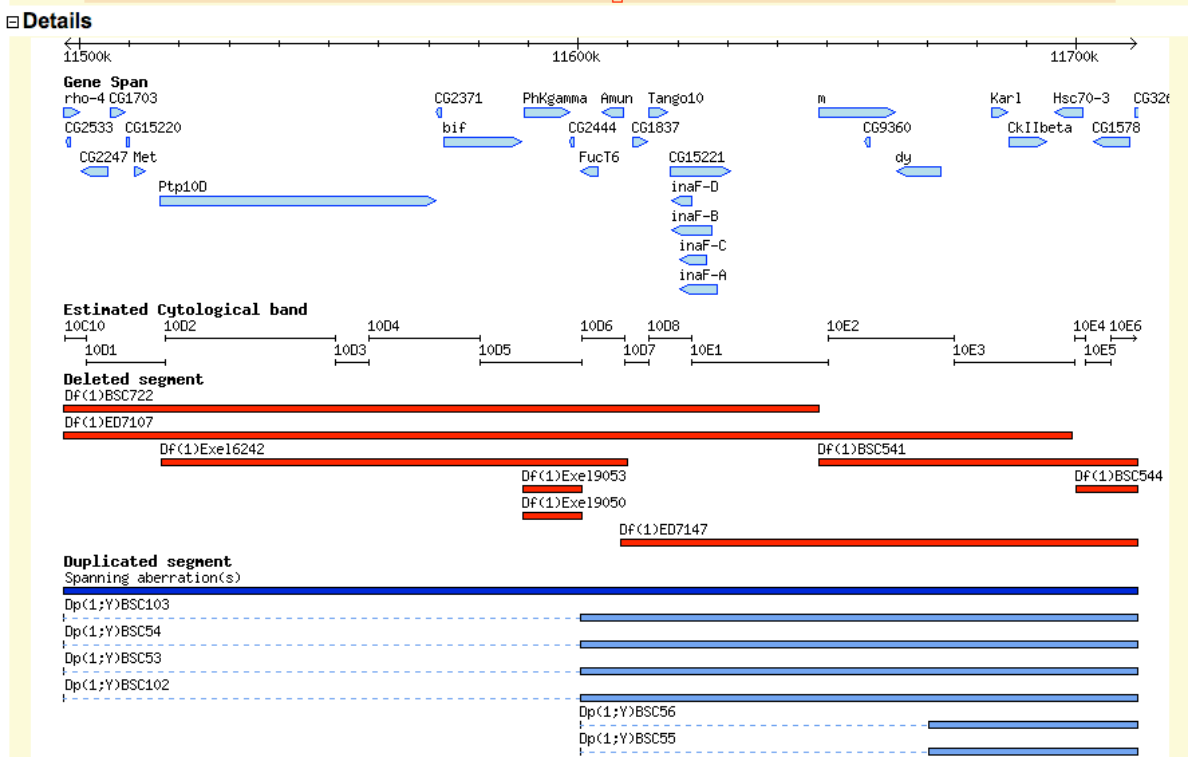 Details
11500k 11600k 11700k
Gene Span
rho-4 CG1703 CG2371 PhKgamma Amun Tango10 m Karl Hsc70-3 CG326
CG2533 CG15220 bif CG2444 CG1837 CG9360 CkIIbeta CG1578
CG2247 Met FucT6 CG15221 dy
Ptp10D inaF-D
inaF-B
inaF-C
inaF-A
Estimated Cytological band
10C10 10D2 10D4 10D6 10D8 10E2 10E4 10E6
10D1 10D3 10D5 10D7 10E1 10E3 10E5
Deleted segment
Df(1)BSC722
Df(1)ED7107
Df(1)Exel6242 Df(1)BSC541
Df(1)Exel9053 Df(1)BSC544
Df(1)Exel9050
Df(1)ED7147
Duplicated segment
Spanning aberration(s)
Dp(1;Y)BSC103
Dp(1;Y)BSC54
Dp(1;Y)BSC53
Dp(1;Y)BSC102
Dp(1;Y)BSC56
Dp(1;Y)BSC55